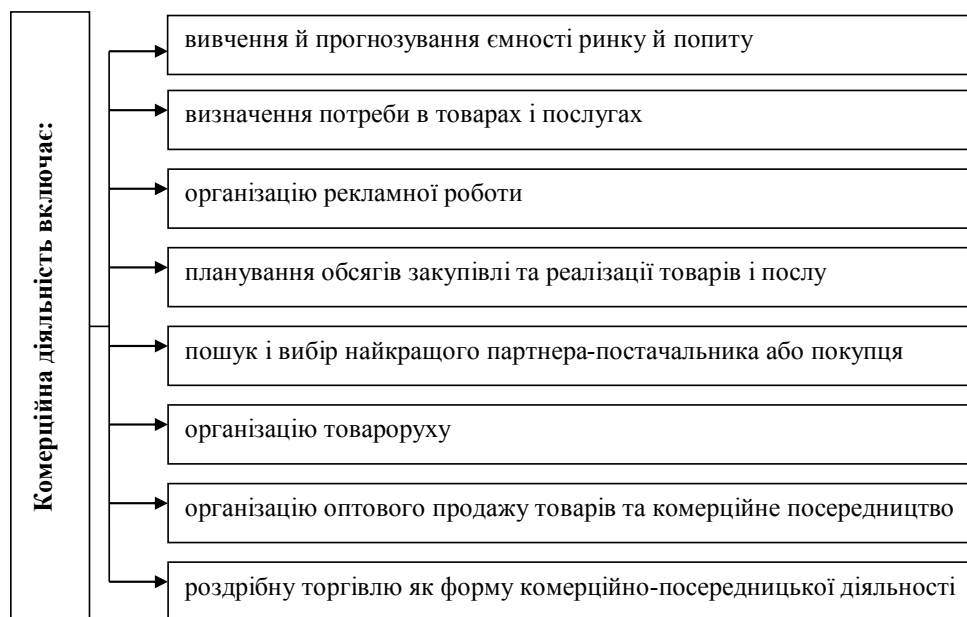 Комерційна діяльність включає:
вивчення й прогнозування ємності ринку й попиту
визначення потреби в товарах і послугах
організацію рекламної роботи
планування обсягів закупівлі та реалізації товарів і послу
пошук і вибір найкращого партнера-постачальника або покупця
організацію товароруху
організацію оптового продажу товарів та комерційне посередництво
роздрібну торгівлю як форму комерційно-посередницької діяльності